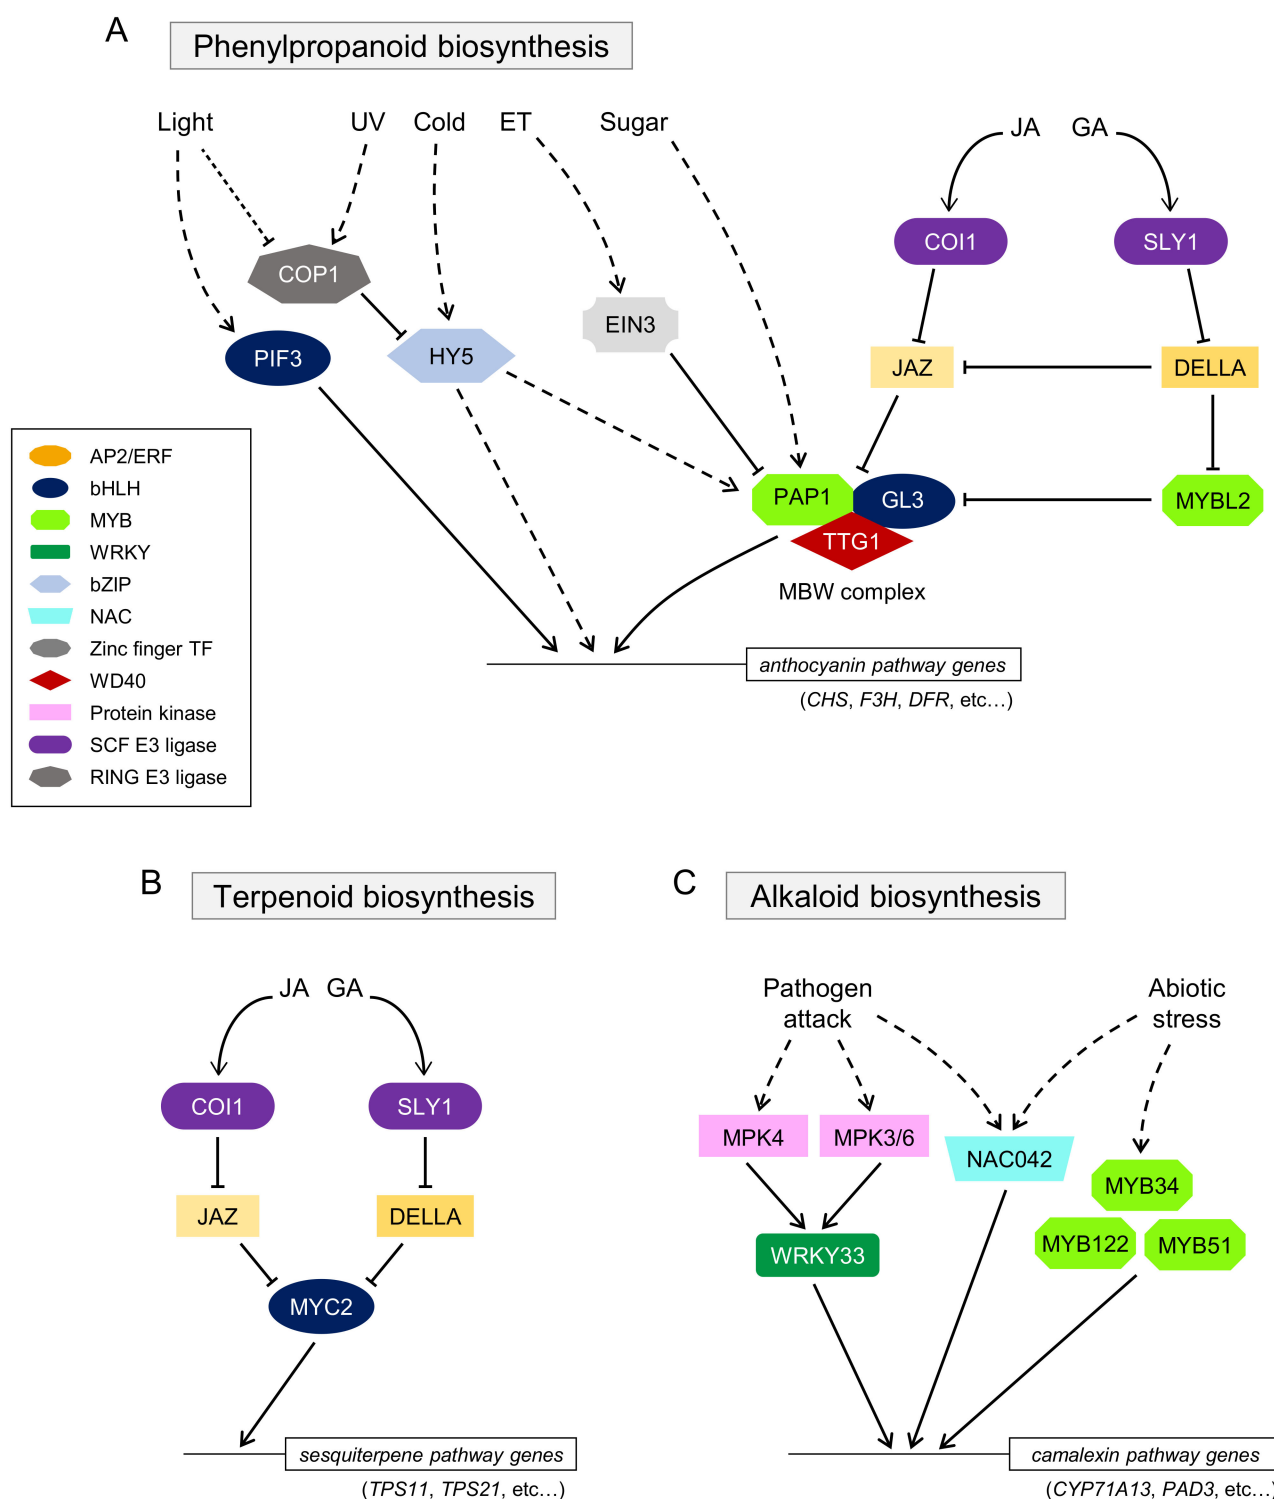 A
Phenylpropanoid biosynthesis
Light UV Cold ET Sugar JA GA
COI1 SLY1
COP1
EIN3
PIF3 HY5 JAZ DELLA
PAP1 GL3 MYBL2
TTG1
MBW complex
anthocyanin pathway genes
(CHS, F3H, DFR, etc...)
AP2/ERF
bHLH
MYB
WRKY
bZIP
NAC
Zinc finger TF
WD40
Protein kinase
SCF E3 ligase
RING E3 ligase
B
Terpenoid biosynthesis
JA GA
COI1 SLY1
JAZ DELLA
MYC2
sesquiterpene pathway genes
(TPS11, TPS21, etc...)
C
Alkaloid biosynthesis
Pathogen
attack
Abiotic
stress
MPK4 MPK3/6
NAC042
MYB34
MYB122 MYB51
WRKY33
camalexin pathway genes
(CYP71A13, PAD3, etc...)